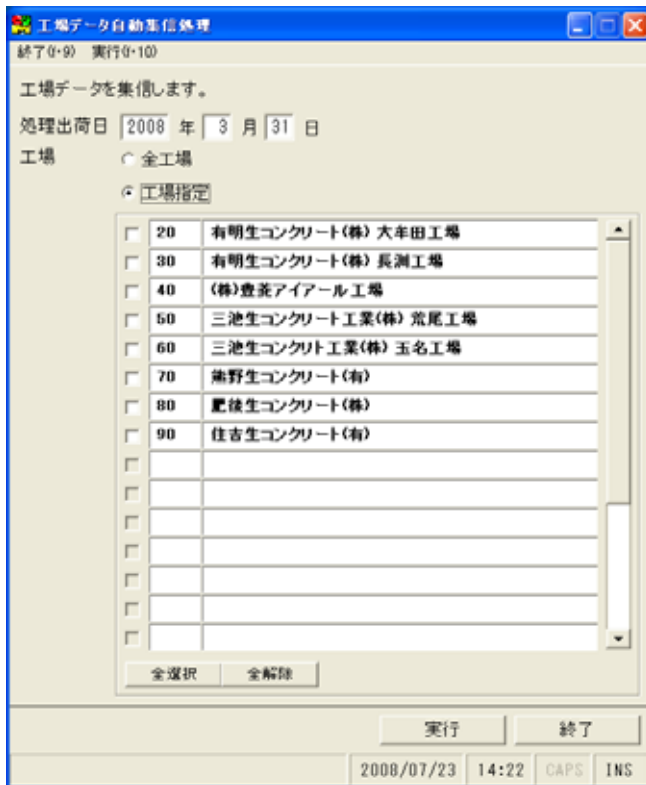 工場データ自動集信処理
終了(F・9) 実行(F・10)
工場データを集信します。
処理出荷日 2008 年 3 月 31 日
工場 全工場
工場指定
20 有明生コンクリート(株) 大牟田工場
30 有明生コンクリート(株) 長洲工場
40 (株)豊菱アイアール工場
50 三池生コンクリート工業(株) 荒尾工場
60 三池生コンクリト工業(株) 玉名工場
70 熊野生コンクリート(有)
80 肥後生コンクリート(株)
90 住吉生コンクリート(有)
全選択 全解除
実行 終了
2008/07/23 14:22 CAPS INS